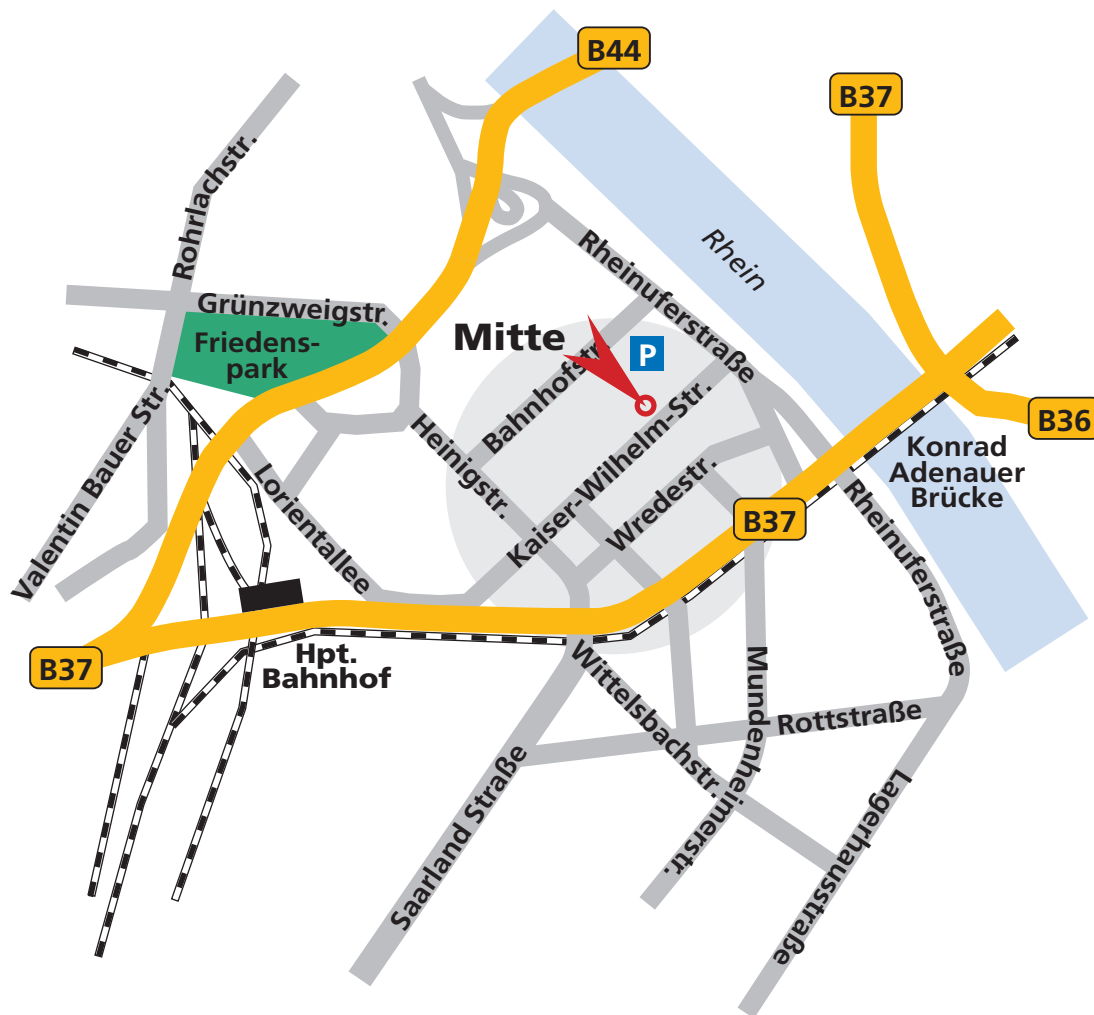 B44
B37
Rohrlachstr.
Rhein
Rheinuferstraße
Grünzweigstr.
Friedens-
park
Mitte
P
Bahnhofstr.
Valentin Bauer Str.
Heinigstr.
Kaiser-Wilhelm-Str.
B36
Konrad
Adenauer
Brücke
Lorientallee
Wredestr.
B37
Rheinuferstraße
B37
Hpt.
Bahnhof
Wittelsbachstr.
Mundenheimerstr.
Rottstraße
Saarland Straße
Lagerhausstraße